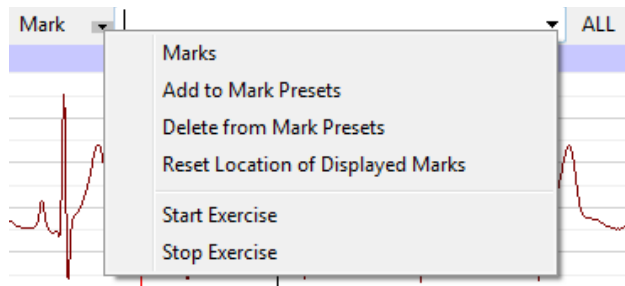 Mark ALL
Marks
Add to Mark Presets
Delete from Mark Presets
Reset Location of Displayed Marks
Start Exercise
Stop Exercise